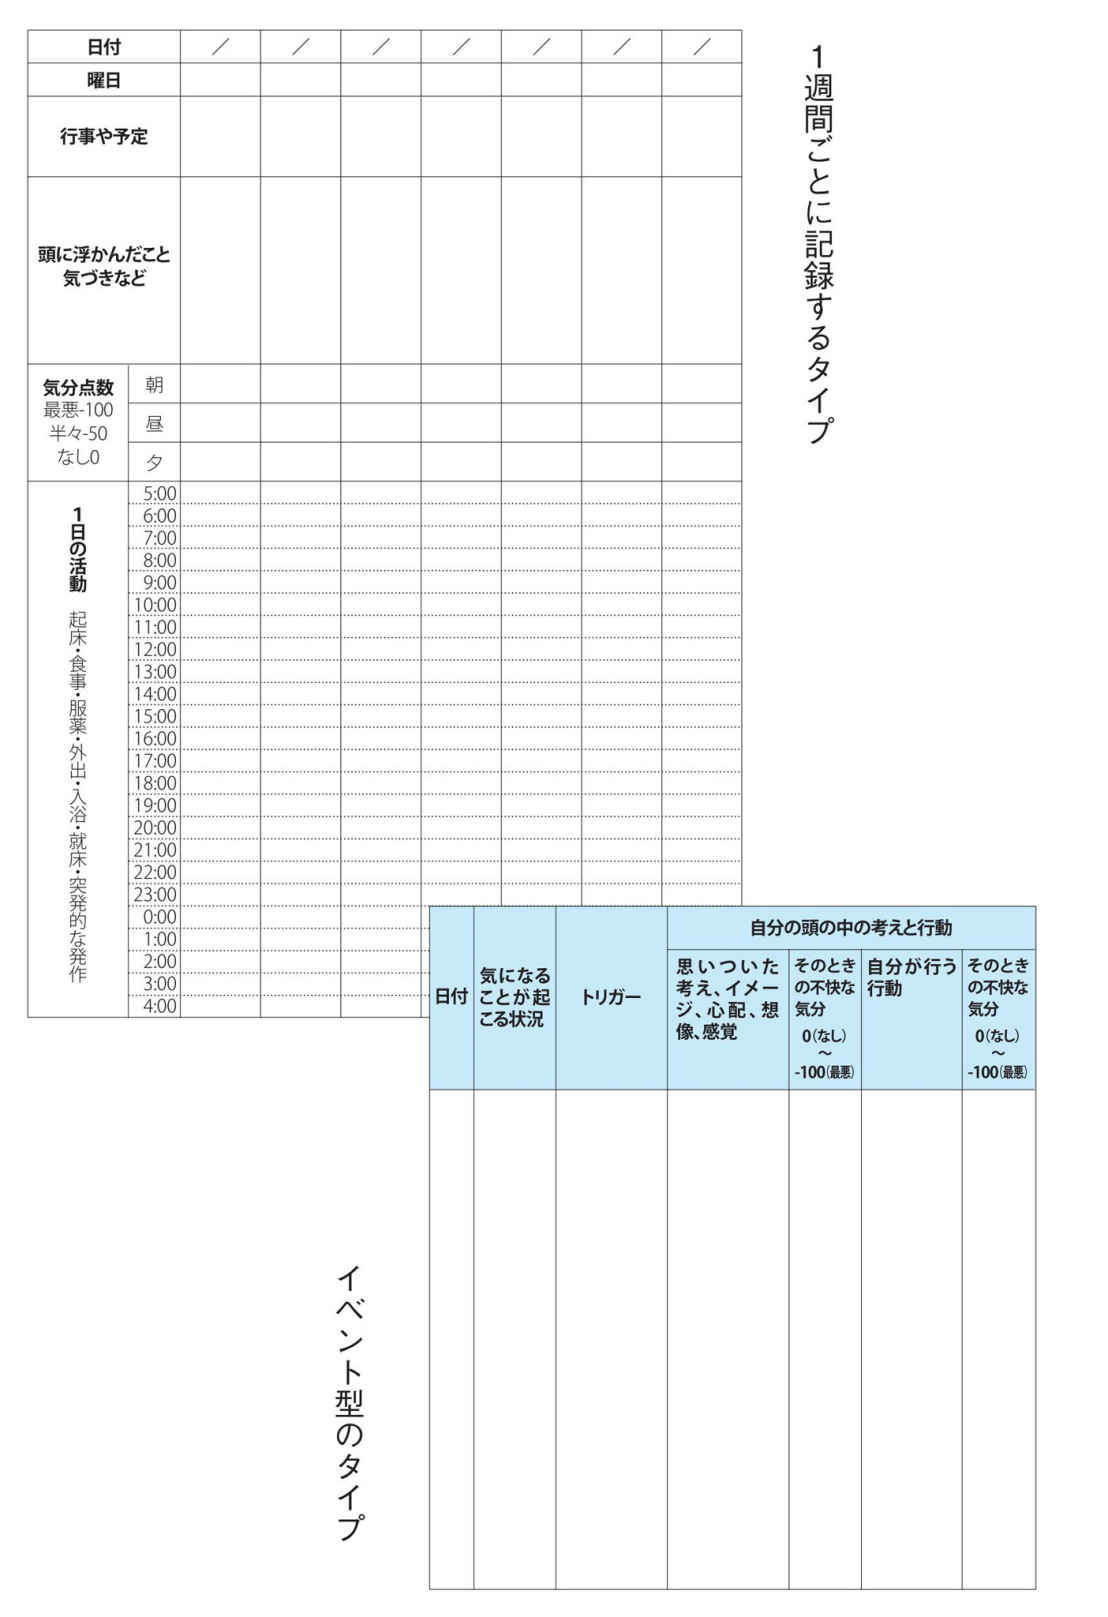 1週間ごとに記録するタイプ
日付 / / / / / / /
曜日
行事や予定
頭に浮かんだこと
気づきなど
気分点数
最悪-100
半々-50
なし0
朝
昼
夕
1日の活動 起床・食事・服薬・外出・入浴・就床・突発的な発作
5:00
6:00
7:00
8:00
9:00
10:00
11:00
12:00
13:00
14:00
15:00
16:00
17:00
18:00
19:00
20:00
21:00
22:00
23:00
0:00
1:00
2:00
3:00
4:00
イベント型のタイプ
日付
気になる
ことが起
こる状況
トリガー
自分の頭の中の考えと行動
思いついた
考え、イメー
ジ、心配、想
像、感覚
そのとき
の不快な
気分
0(なし)
～
-100(最悪)
自分が行う
行動
そのとき
の不快な
気分
0(なし)
～
-100(最悪)